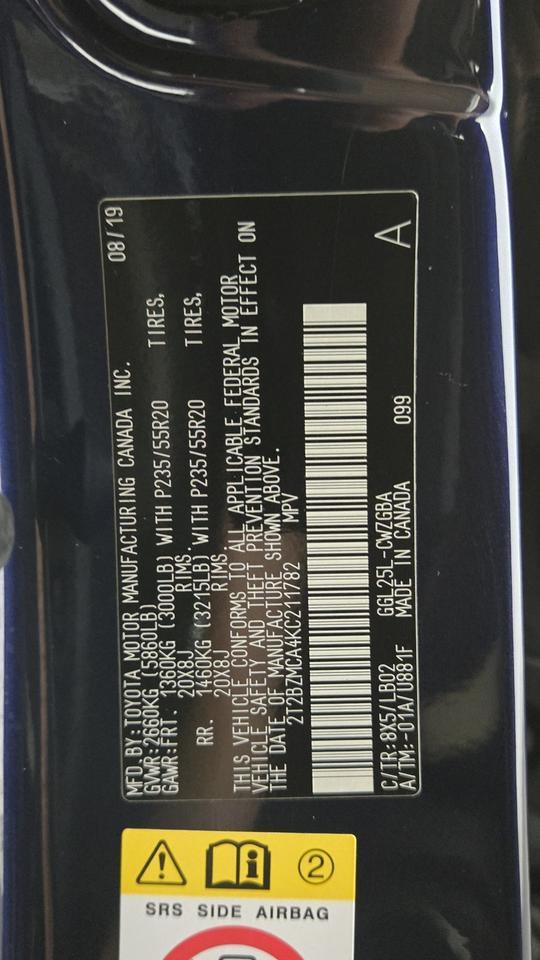 MFD.BY:TOYOTA MOTOR MANUFACTURING CANADA INC. 08/19
GVWR:2660KG (5860LB)
GAWR:FRT. 1360KG (3000LB) WITH P235/55R20 TIRES,
20X8J RIMS.
RR. 1460KG (3215LB) WITH P235/55R20 TIRES,
20X8J RIMS.
THIS VEHICLE CONFORMS TO ALL APPLICABLE FEDERAL MOTOR
VEHICLE SAFETY AND THEFT PREVENTION STANDARDS IN EFFECT ON
THE DATE OF MANUFACTURE SHOWN ABOVE.
2T2BZMCA4KC211782 MPV
C/TR:8X5/LB02 GGL25L-CWZGBA
A/TM:-01A/U881F MADE IN CANADA 099 A
2
SRS SIDE AIRBAG